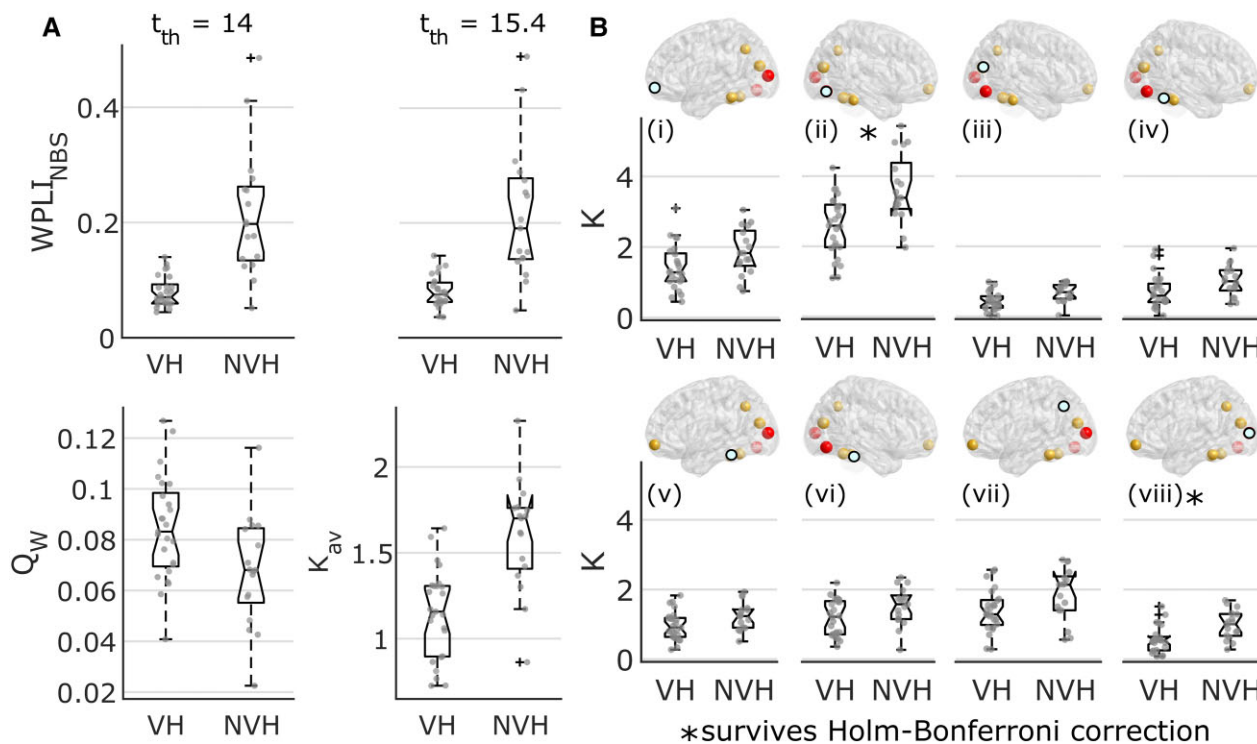 A
t_th = 14
t_th = 15.4
WPLI_NBS
0.4
0.2
0
VH NVH
VH NVH
Q_W
0.12
0.1
0.08
0.06
0.04
0.02
VH NVH
K_av
2
1.5
1
VH NVH
B
(i) (ii) * (iii) (iv)
K
4
2
0
VH NVH VH NVH VH NVH VH NVH
(v) (vi) (vii) (viii)*
K
4
2
0
VH NVH VH NVH VH NVH VH NVH
*survives Holm-Bonferroni correction